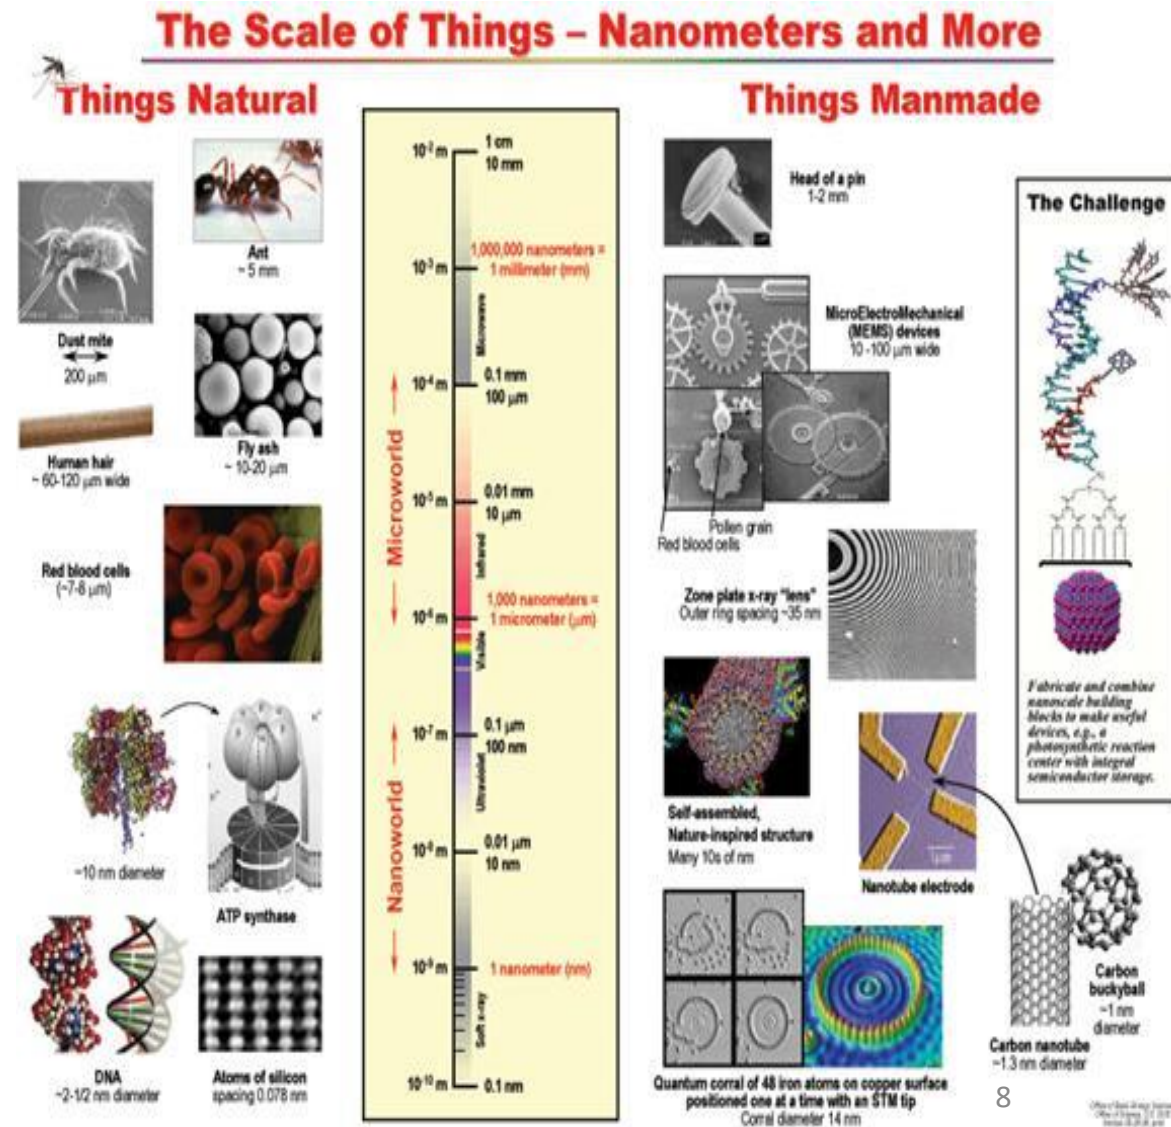 The Scale of Things – Nanometers and More
Things Natural
Things Manmade
Ant
~ 5 mm
Dust mite
200 µm
Fly ash
~ 10-20 µm
Human hair
~ 60-120 µm wide
Red blood cells
(~7-8 µm)
~10 nm diameter
ATP synthase
DNA
~2-1/2 nm diameter
Atoms of silicon
spacing 0.078 nm
10-2 m
1 cm
10 mm
1,000,000 nanometers =
1 millimeter (mm)
10-3 m
Microwave
10-4 m
0.1 mm
100 µm
Microworld
10-5 m
0.01 mm
10 µm
Infrared
1,000 nanometers =
1 micrometer (µm)
10-6 m
Visible
10-7 m
0.1 µm
100 nm
Ultraviolet
Nanoworld
10-8 m
0.01 µm
10 nm
10-9 m
1 nanometer (nm)
Soft x-ray
10-10 m
0.1 nm
Head of a pin
1-2 mm
MicroElectroMechanical
(MEMS) devices
10 -100 µm wide
Pollen grain
Red blood cells
Zone plate x-ray “lens”
Outer ring spacing ~35 nm
Self-assembled,
Nature-inspired structure
Many 10s of nm
1µm
Nanotube electrode
Carbon
buckyball
~1 nm
diameter
Carbon nanotube
~1.3 nm diameter
Quantum corral of 48 iron atoms on copper surface
positioned one at a time with an STM tip
Corral diameter 14 nm
The Challenge
Fabricate and combine
nanoscale building
blocks to make useful
devices, e.g., a
photosynthetic reaction
center with integral
semiconductor storage.
8